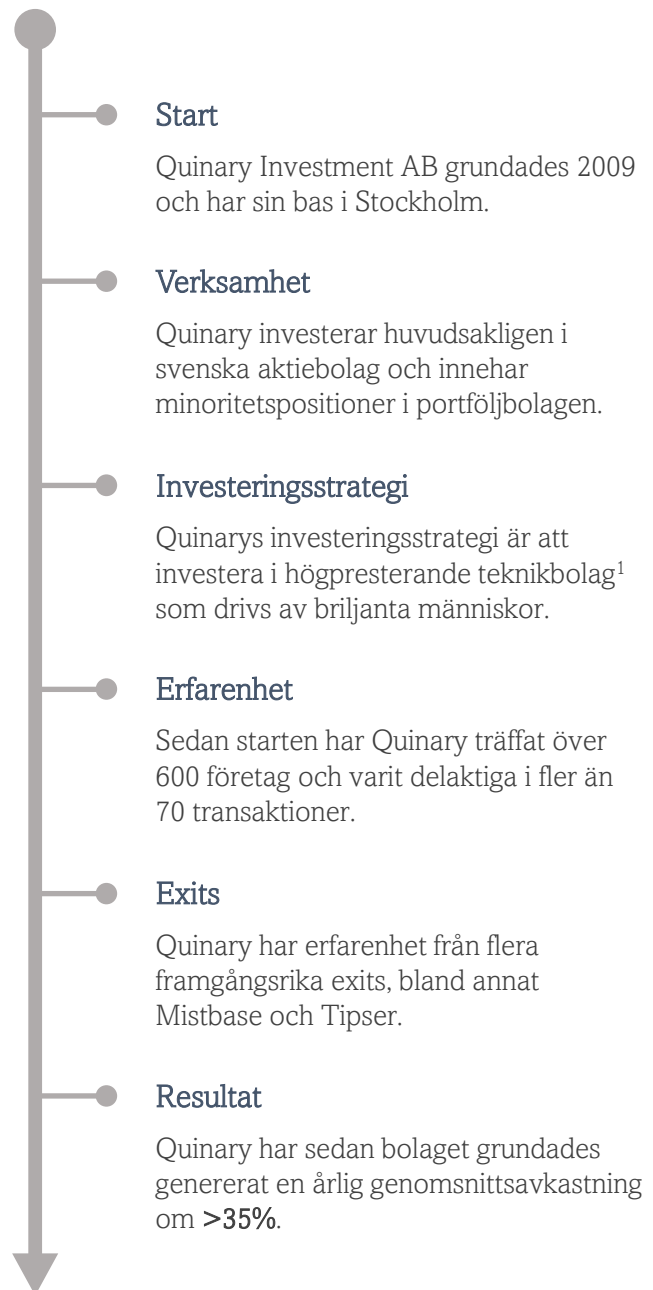 Start
Quinary Investment AB grundades 2009
och har sin bas i Stockholm.
Verksamhet
Quinary investerar huvudsakligen i
svenska aktiebolag och innehar
minoritetspositioner i portföljbolagen.
Investeringsstrategi
Quinarys investeringsstrategi är att
investera i högpresterande teknikbolag¹
som drivs av briljanta människor.
Erfarenhet
Sedan starten har Quinary träffat över
600 företag och varit delaktiga i fler än
70 transaktioner.
Exits
Quinary har erfarenhet från flera
framgångsrika exits, bland annat
Mistbase och Tipser.
Resultat
Quinary har sedan bolaget grundades
genererat en årlig genomsnittsavkastning
om >35%.